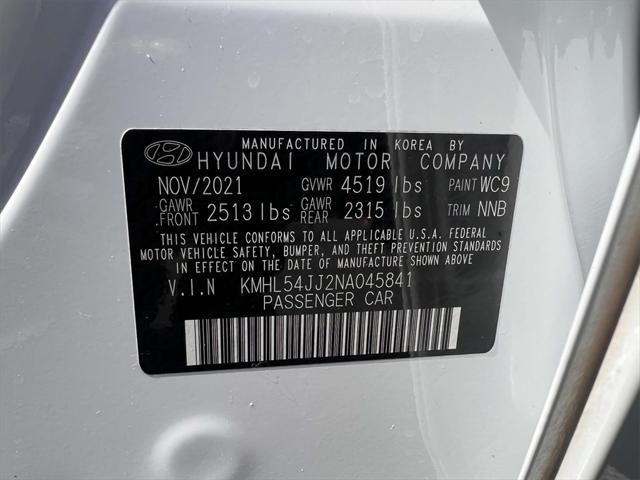 MANUFACTURED IN KOREA BY
HYUNDAI MOTOR COMPANY
NOV/2021 GVWR 4519 lbs PAINT WC9
GAWR FRONT 2513 lbs GAWR REAR 2315 lbs TRIM NNB
THIS VEHICLE CONFORMS TO ALL APPLICABLE U.S.A. FEDERAL
MOTOR VEHICLE SAFETY, BUMPER, AND THEFT PREVENTION STANDARDS
IN EFFECT ON THE DATE OF MANUFACTURE SHOWN ABOVE
V.I.N KMHL54JJ2NA045841
PASSENGER CAR